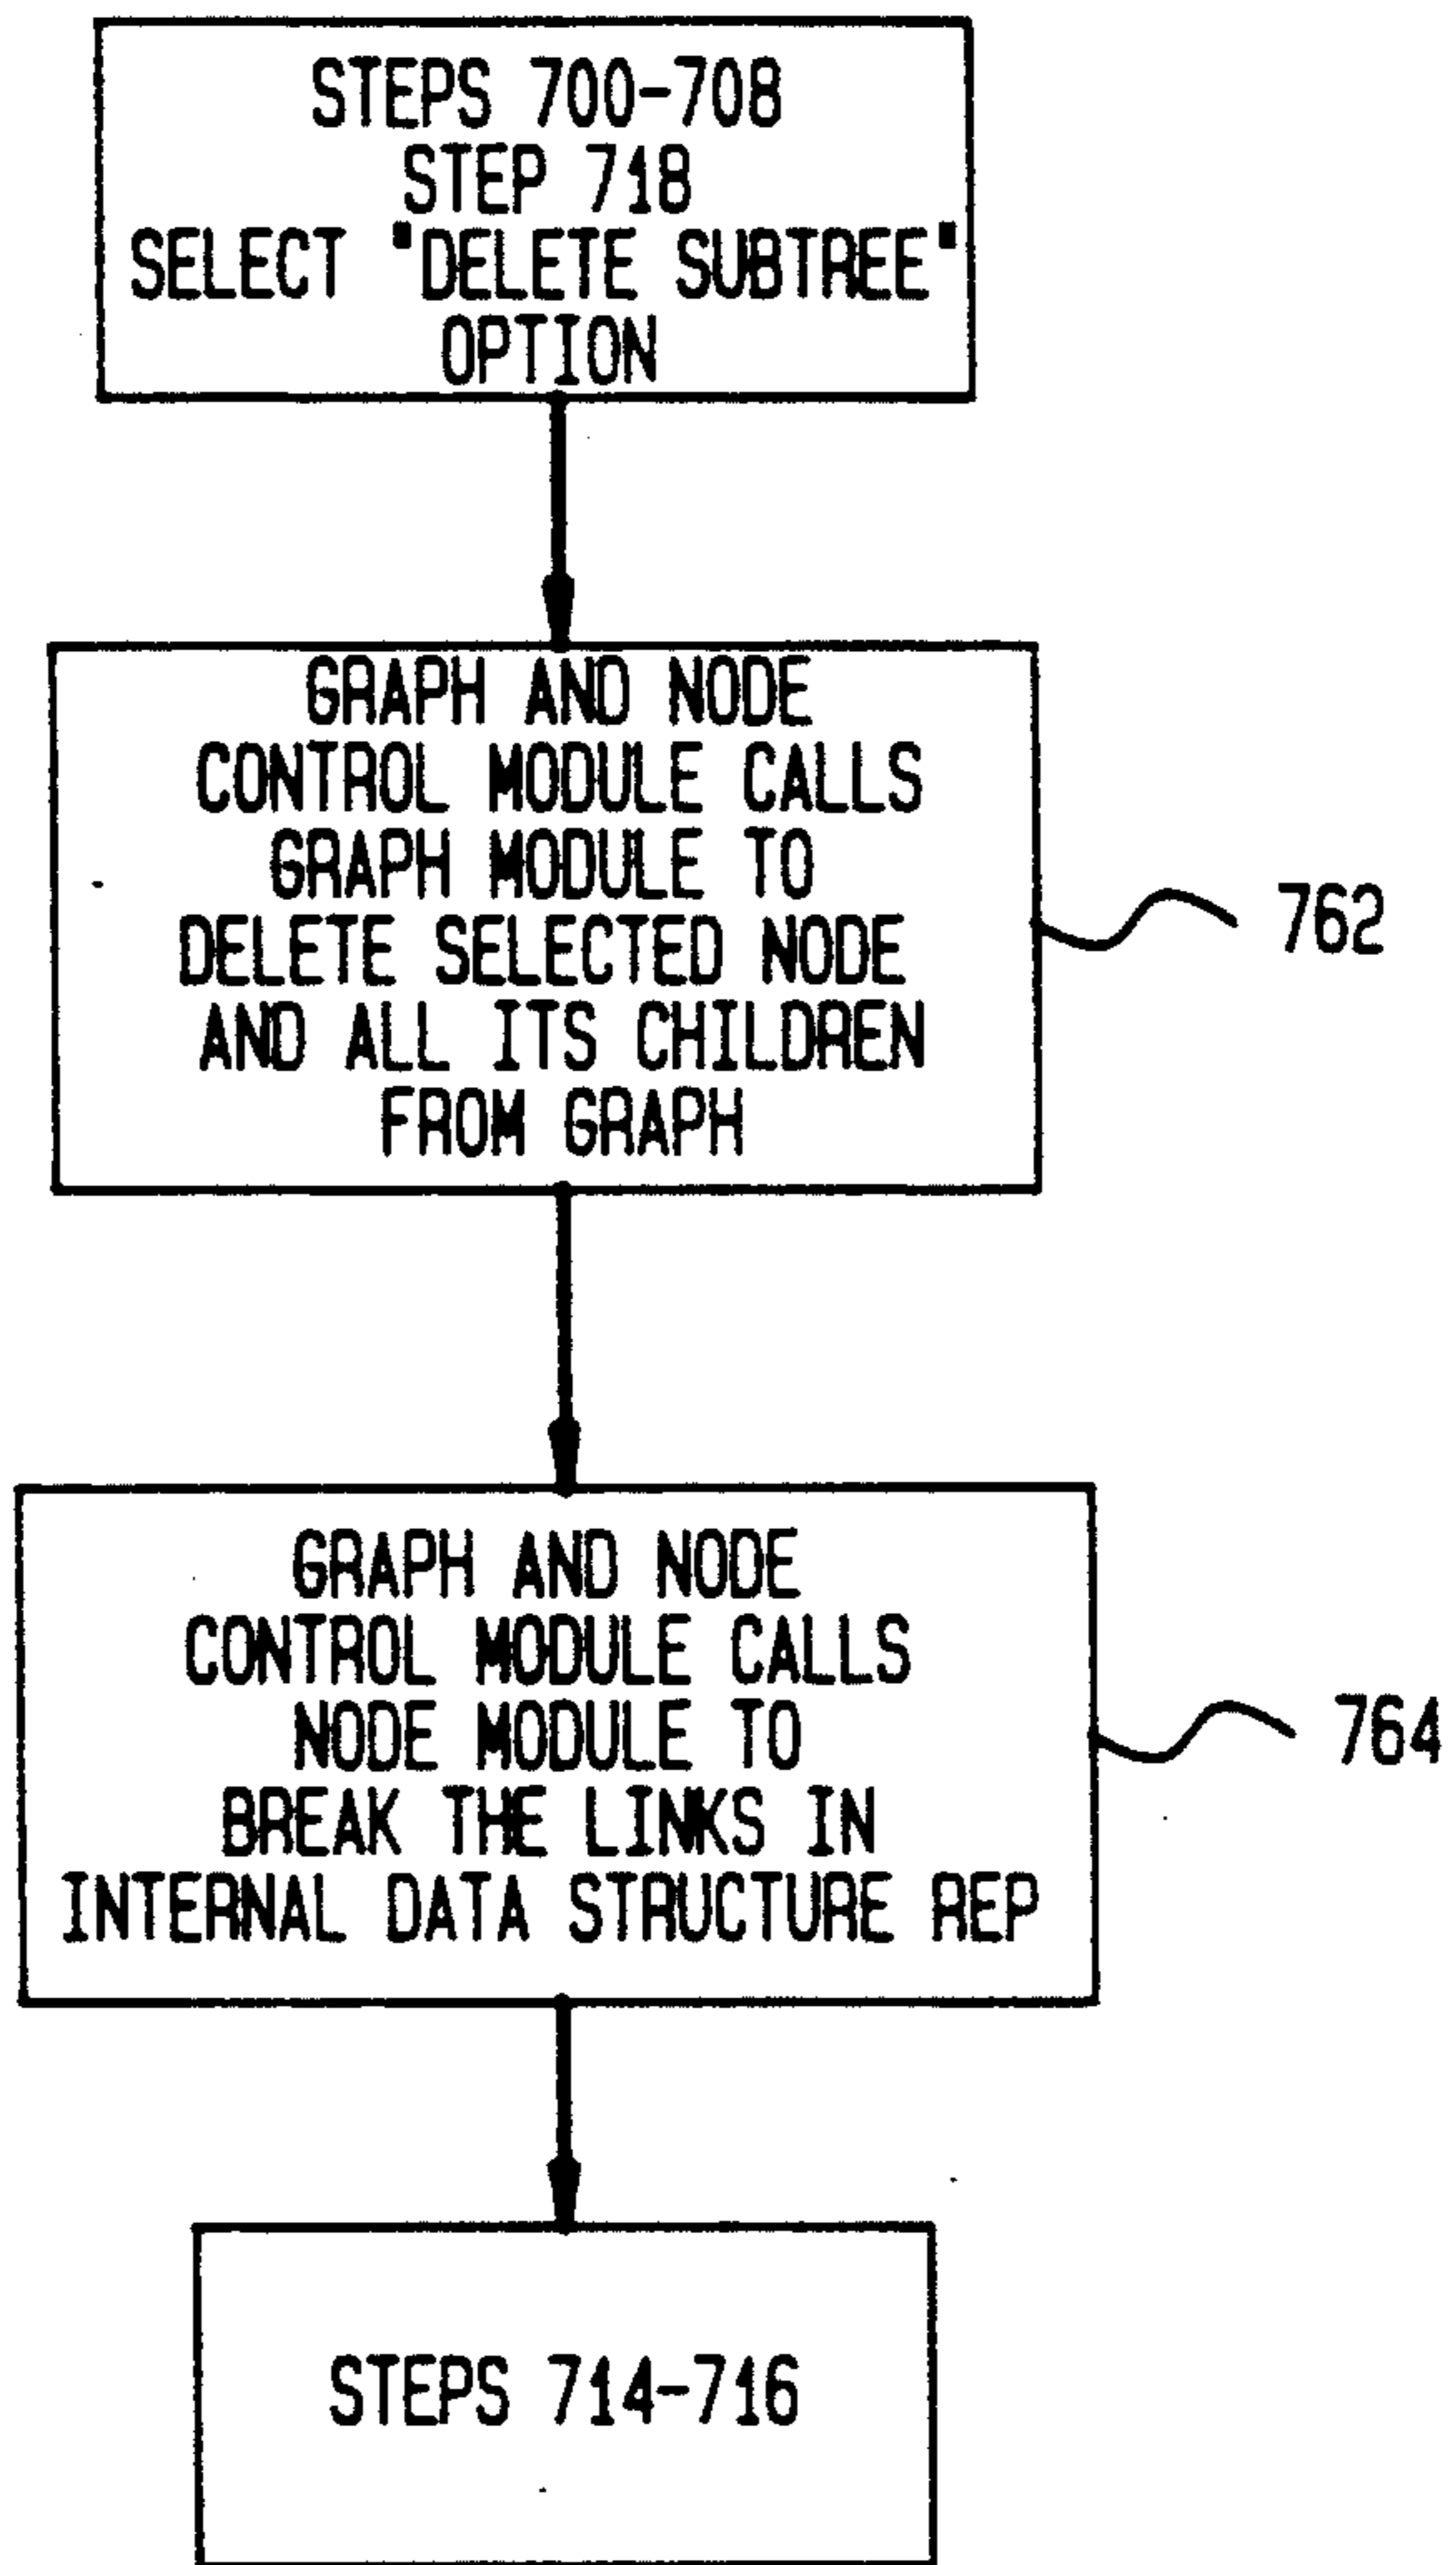 STEPS 700-708
STEP 718
SELECT "DELETE SUBTREE"
OPTION
GRAPH AND NODE
CONTROL MODULE CALLS
GRAPH MODULE TO
DELETE SELECTED NODE
AND ALL ITS CHILDREN
FROM GRAPH
762
GRAPH AND NODE
CONTROL MODULE CALLS
NODE MODULE TO
BREAK THE LINKS IN
INTERNAL DATA STRUCTURE REP
764
STEPS 714-716